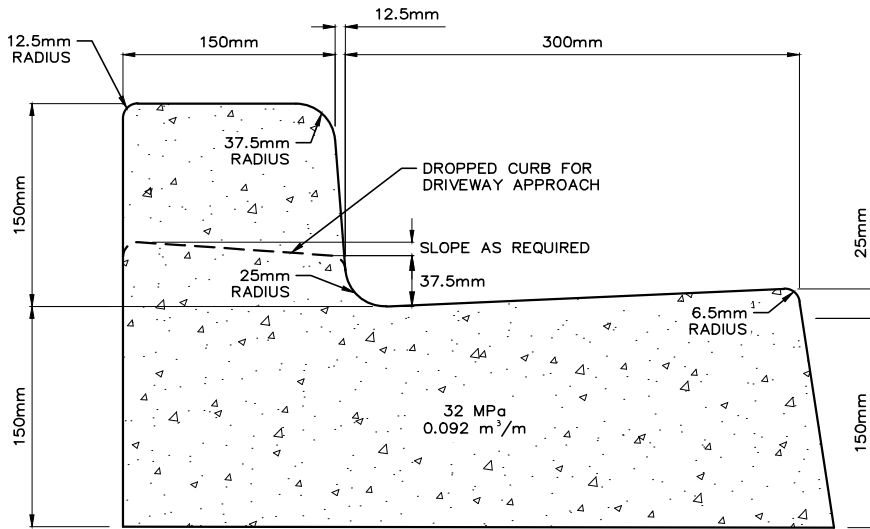 12.5mm
150mm
300mm
12.5mm
RADIUS
37.5mm
RADIUS
DROPPED CURB FOR
DRIVEWAY APPROACH
150mm
SLOPE AS REQUIRED
25mm
37.5mm
25mm
RADIUS
6.5mm
RADIUS
150mm
32 MPa
0.092 m³/m
150mm